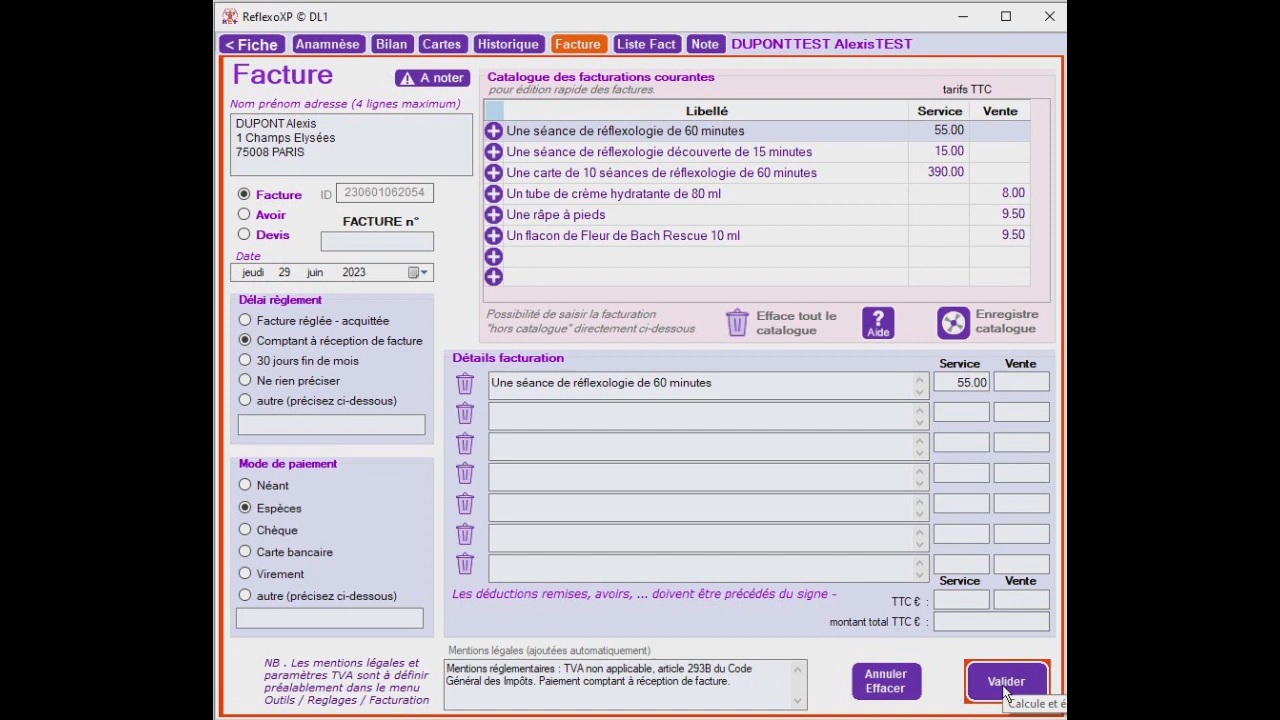 ReflexoXP © DL1
< Fiche Anamnèse Bilan Cartes Historique Facture Liste Fact Note DUPONTTEST AlexisTEST
Facture
A noter
Nom prénom adresse (4 lignes maximum)
DUPONT Alexis
1 Champs Elysées
75008 PARIS
Facture ID 230601062054
Avoir
FACTURE n°
Devis
Date
jeudi 29 juin 2023
Délai règlement
Facture réglée - acquittée
Comptant à réception de facture
30 jours fin de mois
Ne rien préciser
autre (précisez ci-dessous)
Mode de paiement
Néant
Espèces
Chèque
Carte bancaire
Virement
autre (précisez ci-dessous)
NB . Les mentions légales et
paramètres TVA sont à définir
préalablement dans le menu
Outils / Reglages / Facturation
Catalogue des facturations courantes
pour édition rapide des factures.
tarifs TTC
Libellé Service Vente
Une séance de réflexologie de 60 minutes 55.00
Une séance de réflexologie découverte de 15 minutes 15.00
Une carte de 10 séances de réflexologie de 60 minutes 390.00
Un tube de crème hydratante de 80 ml 8.00
Une râpe à pieds 9.50
Un flacon de Fleur de Bach Rescue 10 ml 9.50
Possibilité de saisir la facturation
"hors catalogue" directement ci-dessous
Efface tout le
catalogue
?
Aide
Enregistre
catalogue
Détails facturation
Service Vente
Une séance de réflexologie de 60 minutes 55.00
Service Vente
Les déductions remises, avoirs, ... doivent être précédés du signe -
TTC € :
montant total TTC € :
Mentions légales (ajoutées automatiquement)
Mentions réglementaires : TVA non applicable, article 293B du Code
Général des Impôts. Paiement comptant à réception de facture.
Annuler
Effacer
Valider
Calcule et é